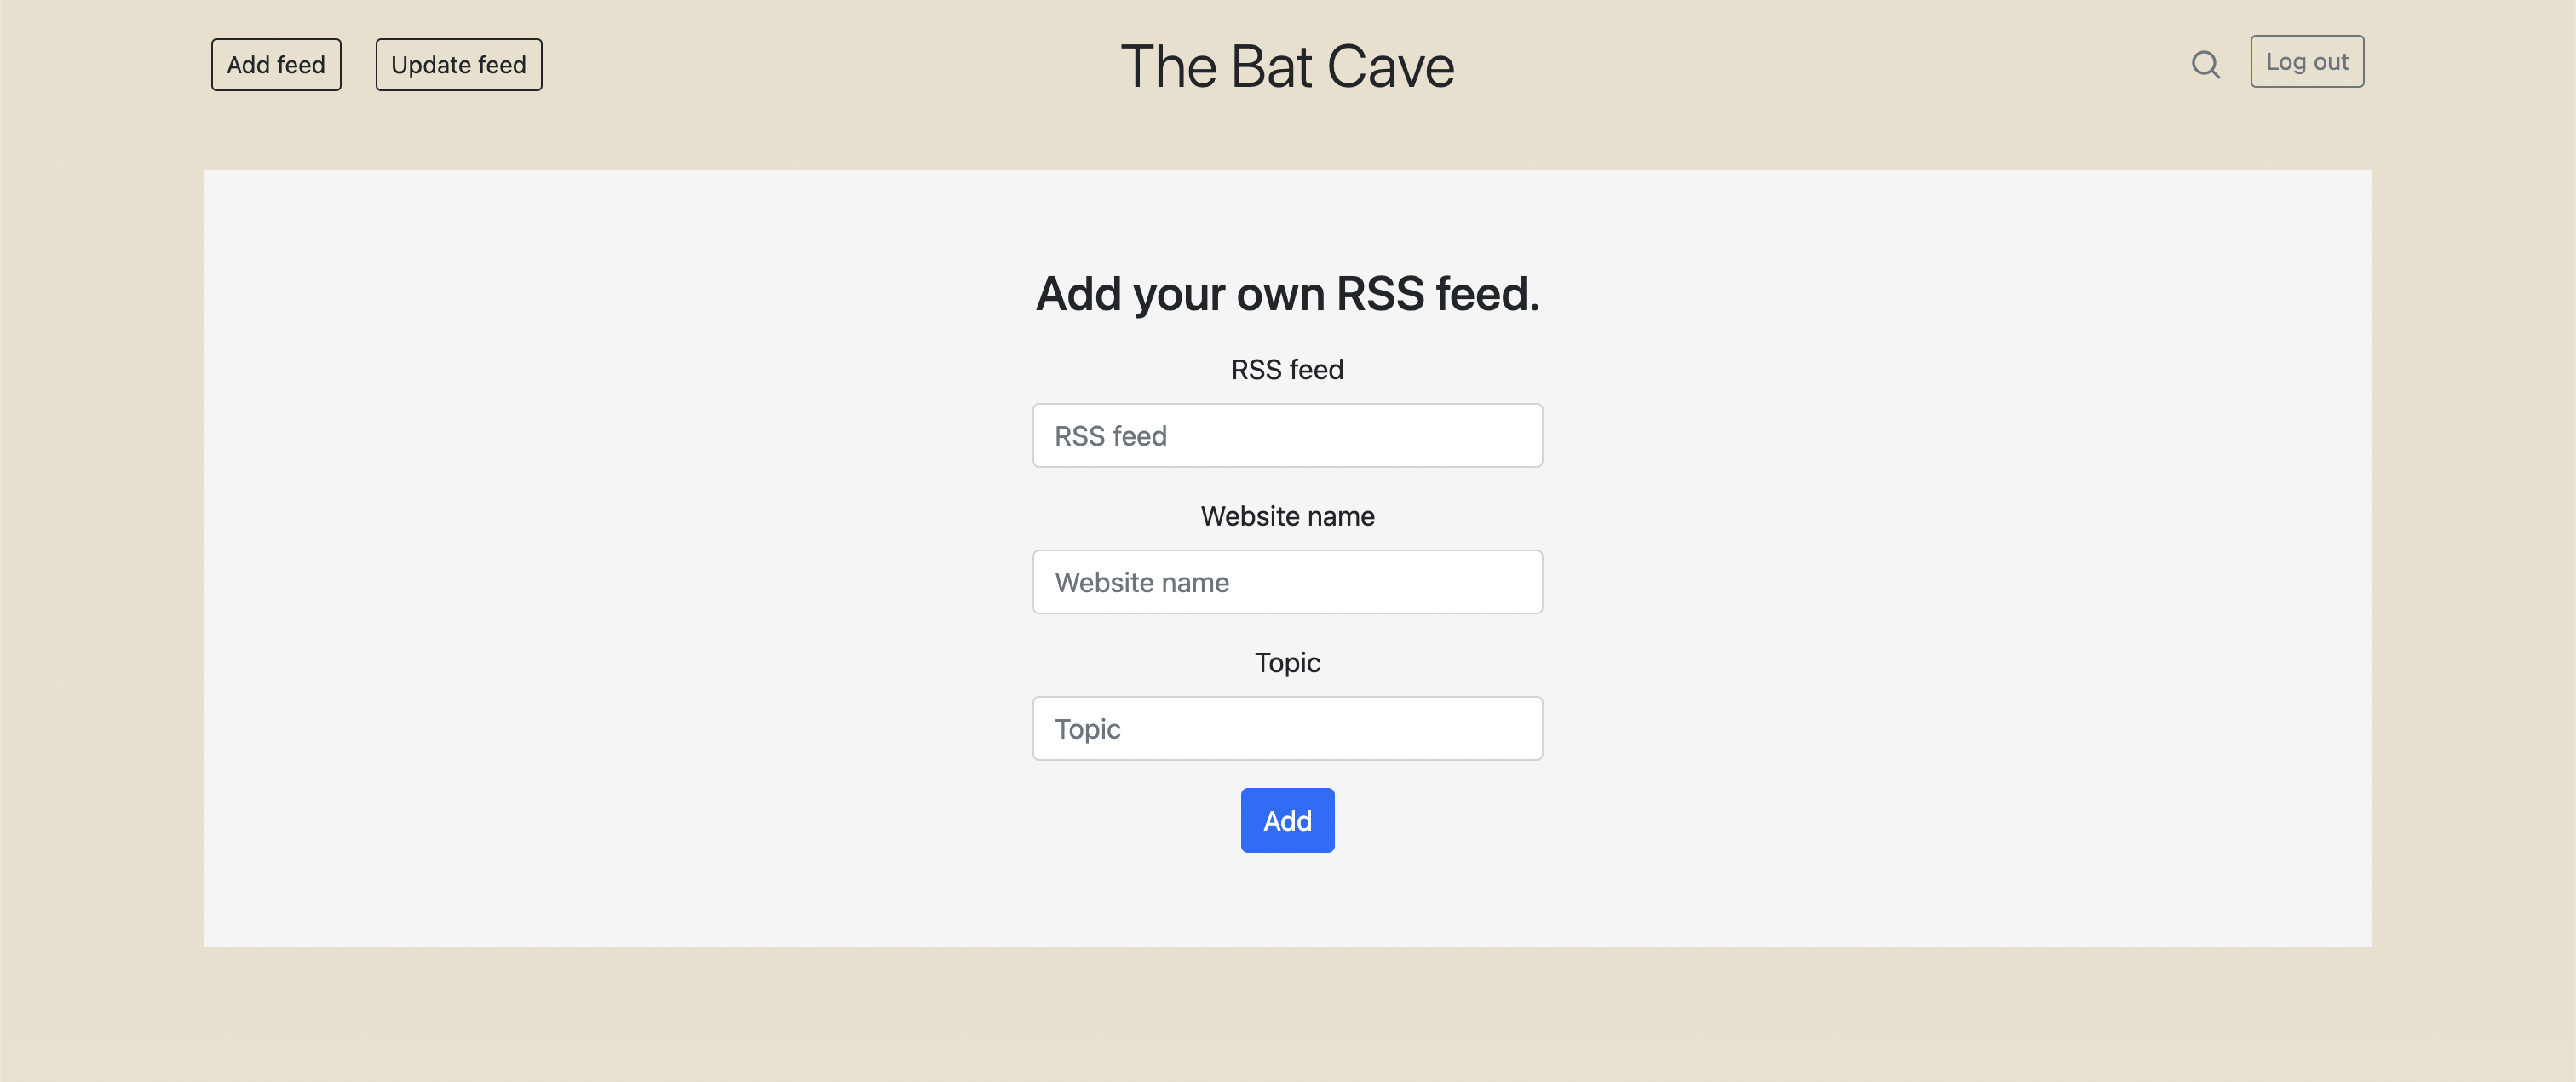 Add feed
Update feed
The Bat Cave
Log out
Add your own RSS feed.
RSS feed
RSS feed
Website name
Website name
Topic
Topic
Add